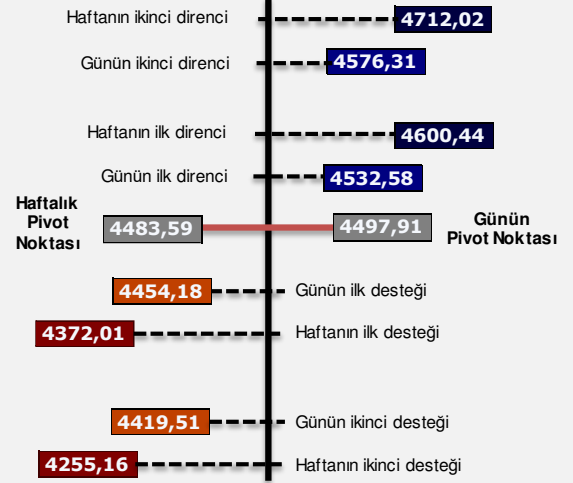 Haftanın ikinci direnci 4712,02
Günün ikinci direnci 4576,31
Haftanın ilk direnci 4600,44
Günün ilk direnci 4532,58
Haftalık
Pivot
Noktası
4483,59
4497,91
Günün
Pivot Noktası
4454,18 Günün ilk desteği
4372,01 Haftanın ilk desteği
4419,51 Günün ikinci desteği
4255,16 Haftanın ikinci desteği